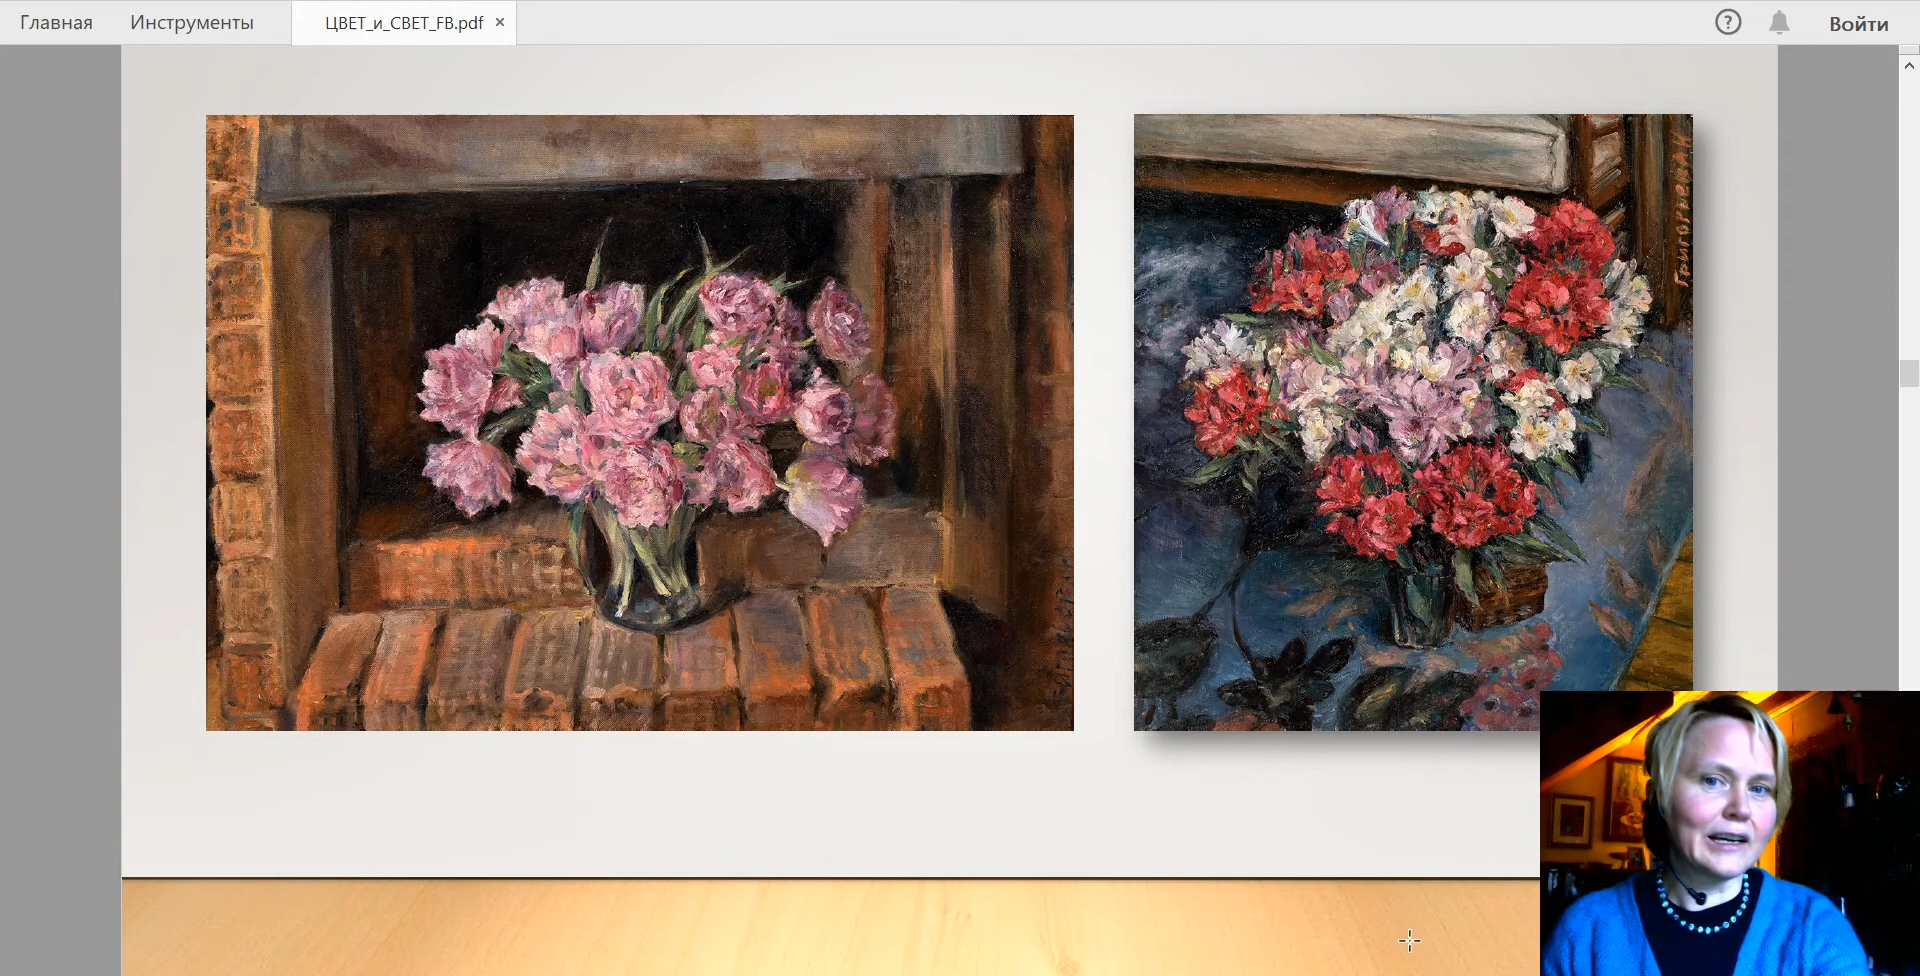 Главная
Инструменты
ЦВЕТ_и_СВЕТ_FB.pdf ×
?
Войти